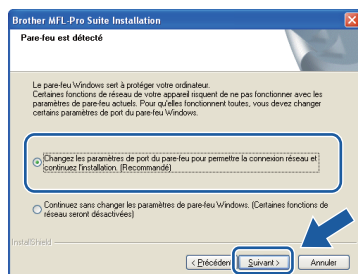 Brother MFL-Pro Suite Installation
Pare-feu est détecté
Le pare-feu Windows sert à protéger votre ordinateur.
Certaines fonctions de réseau de votre appareil risquent de ne pas fonctionner avec les
paramètres de pare-feu actuels. Pour qu'elles fonctionnent toutes, vous devez changer
certains paramètres de port du pare-feu Windows.
Changez les paramètres de port du pare-feu pour permettre la connexion réseau et
continuez l'installation. (Recommandé)
Continuez sans changer les paramètres de pare-feu Windows. (Certaines fonctions de
réseau seront désactivées)
InstallShield
< Précédent
Suivant >
Annuler